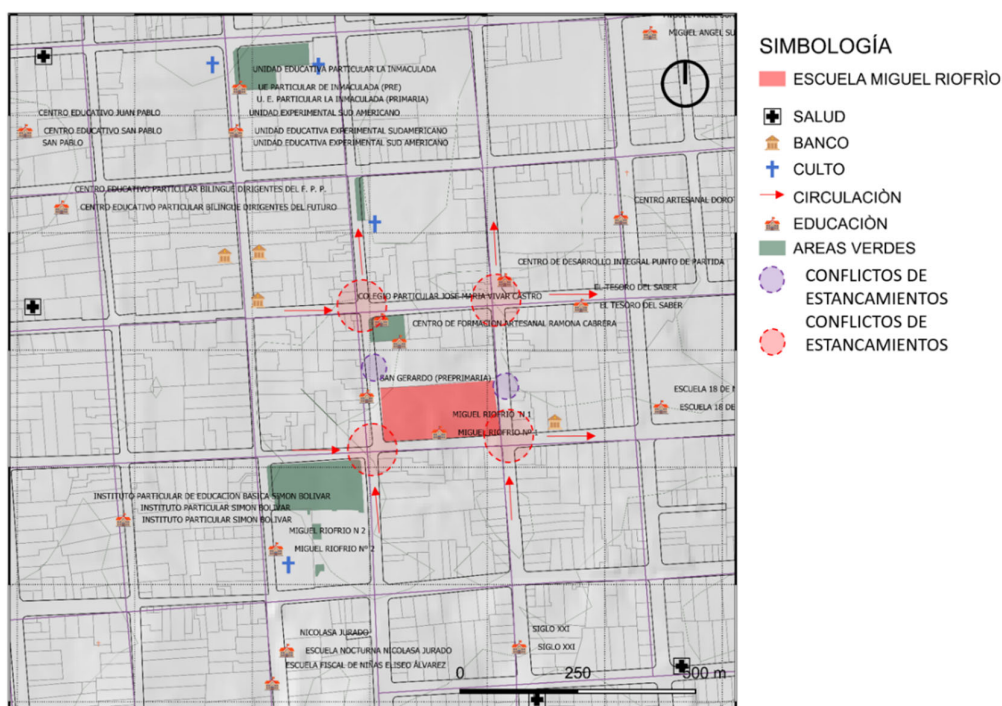 MIGUEL ANGEL SU
UNIDAD EDUCATIVA PARTICULAR LA INMACULADA
UE PARTICULAR DE INMACULADA (PRE)
U. E. PARTICULAR LA INMACULADA (PRIMARIA)
CENTRO EDUCATIVO JUAN PABLO
UNIDAD EXPERIMENTAL SUD AMERICANO
CENTRO EDUCATIVO SAN PABLO
UNIDAD EDUCATIVA EXPERIMENTAL SUDAMERICANO
SAN PABLO
UNIDAD EDUCATIVA EXPERIMENTAL SUD AMERICANO
CENTRO EDUCATIVO PARTICULAR BILINGÜE DIRIGENTES DEL F. P. P.
CENTRO EDUCATIVO PARTICULAR BILINGÜE DIRIGENTES DEL FUTURO
CENTRO ARTESANAL DORO
CENTRO DE DESARROLLO INTEGRAL PUNTO DE PARTIDA
EL TESORO DEL SABER
COLEGIO PARTICULAR JOSE MARIA VIVAR CASTRO
EL TESORO DEL SABER
CENTRO DE FORMACIÓN ARTESANAL RAMONA CABRERA
SAN GERARDO (PREPRIMARIA)
ESCUELA 18 DE N
ESCUELA 18 DE
MIGUEL RIOFRIO N 1
MIGUEL RIOFRIO Nº 1
INSTITUTO PARTICULAR DE EDUCACION BASICA SIMON BOLIVAR
INSTITUTO PARTICULAR SIMON BOLIVAR
INSTITUTO PARTICULAR SIMON BOLIVAR
MIGUEL RIOFRIO N 2
MIGUEL RIOFRIO Nº 2
NICOLASA JURADO
ESCUELA NOCTURNA NICOLASA JURADO
ESCUELA FISCAL DE NIÑAS ELISEO ÁLVAREZ
SIGLO XXI
SIGLO XXI
0 250 500 m
SIMBOLOGÍA
ESCUELA MIGUEL RIOFRÌO
SALUD
BANCO
CULTO
CIRCULACIÒN
EDUCACIÒN
AREAS VERDES
CONFLICTOS DE
ESTANCAMIENTOS
CONFLICTOS DE
ESTANCAMIENTOS